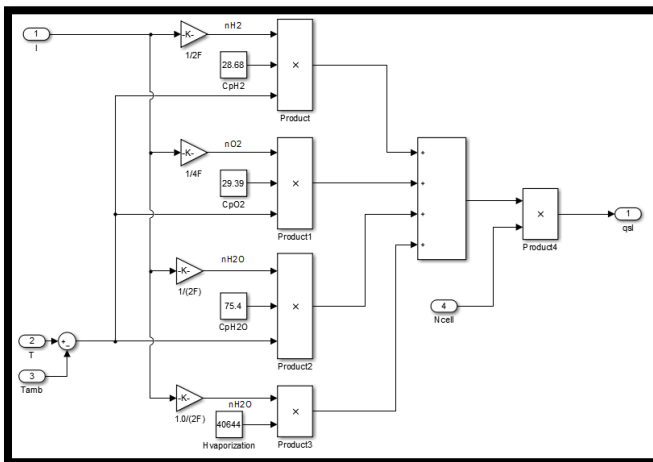 1
I
-K-
1/2F
nH2
28.68
CpH2
×
Product
-K-
1/4F
nO2
29.39
CpO2
×
Product1
+
+
+
+
×
Product4
1
qsl
-K-
1/(2F)
nH2O
75.4
CpH2O
×
Product2
4
Ncell
2
T
+
−
3
Tamb
-K-
1.0/(2F)
nH2O
40644
Hvaporization
×
Product3